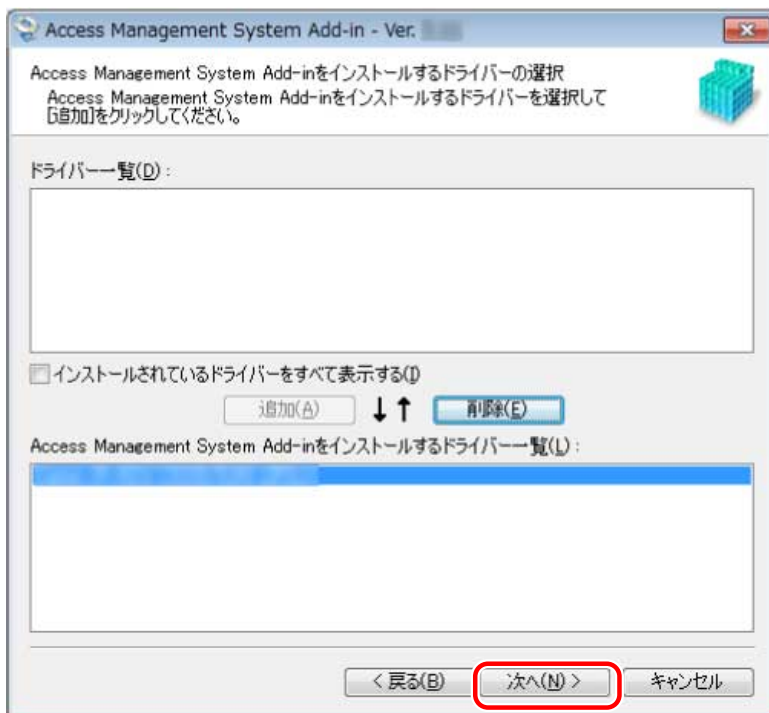 Access Management System Add-in - Ver.
Access Management System Add-inをインストールするドライバーの選択
Access Management System Add-inをインストールするドライバーを選択して
[追加]をクリックしてください。
ドライバー一覧(D):
インストールされているドライバーをすべて表示する(I)
追加(A) ↓↑ 削除(E)
Access Management System Add-inをインストールするドライバー一覧(L):
< 戻る(B) 次へ(N) > キャンセル